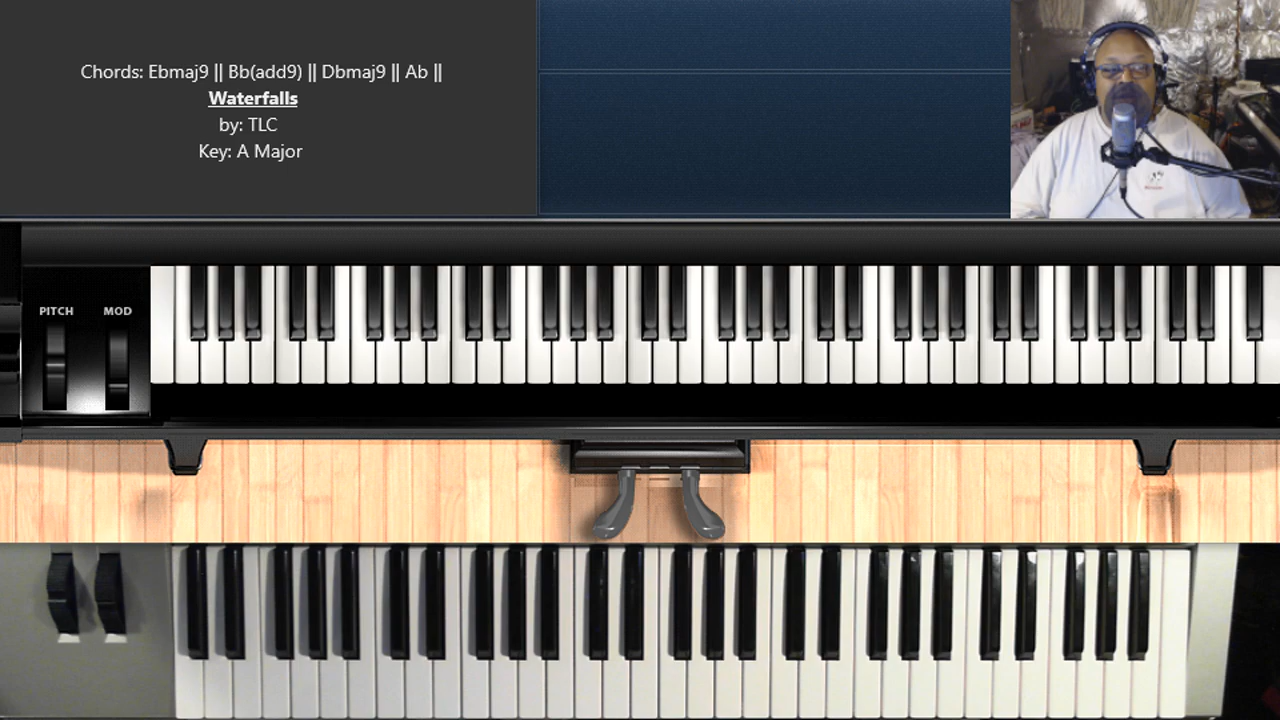 Chords: Ebmaj9 || Bb(add9) || Dbmaj9 || Ab ||
Waterfalls
by: TLC
Key: A Major
PITCH MOD